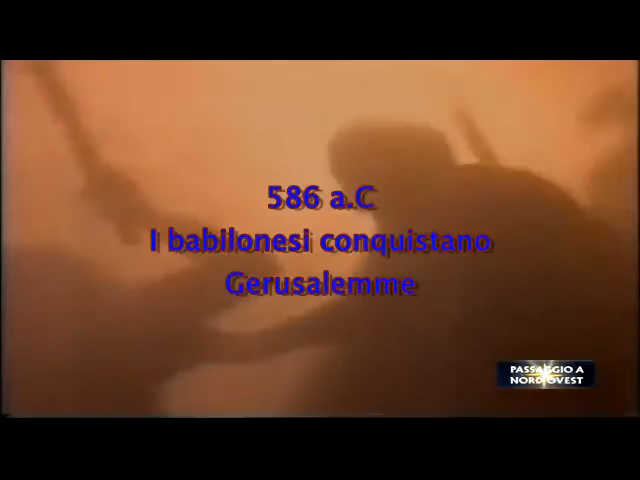 586 a.C
I babilonesi conquistano
Gerusalemme
PASSAGGIO A
NORD OVEST